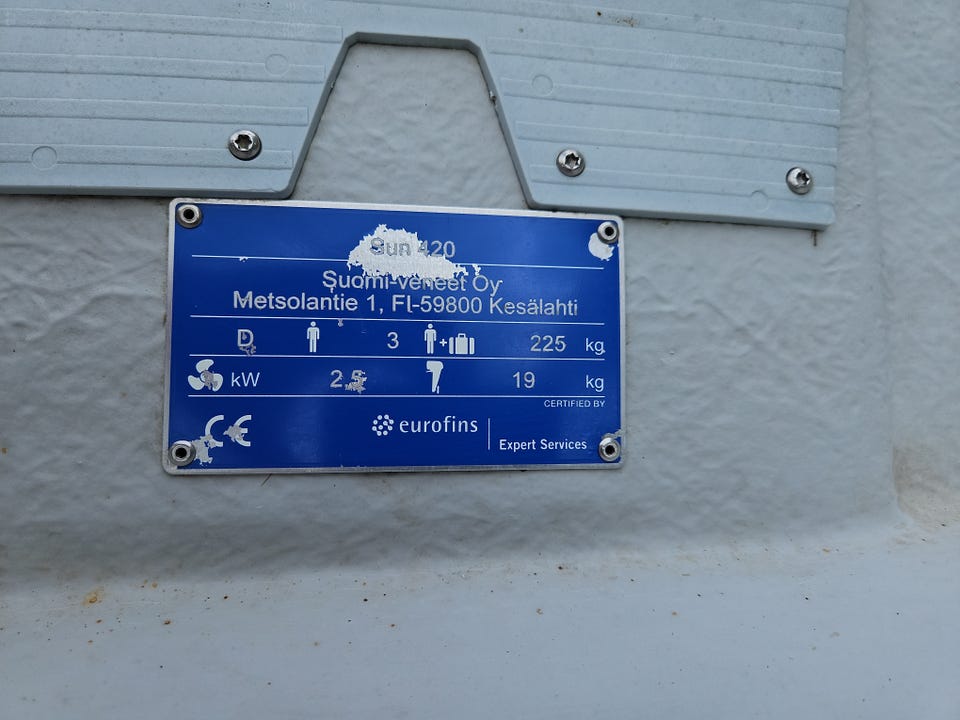 Sun 420
Suomi-veneet Oy
Metsolantie 1, FI-59800 Kesälahti
D 3 + 225 kg
kW 2.5 19 kg
CERTIFIED BY
CE eurofins Expert Services